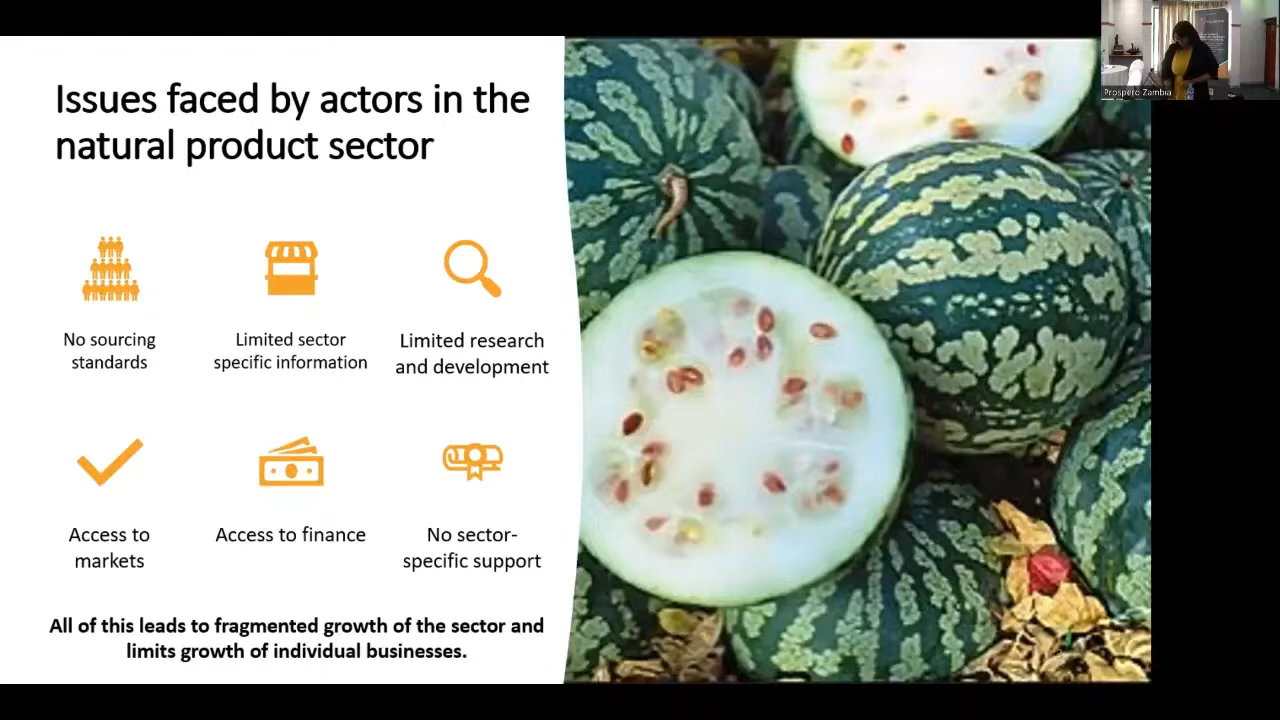 Issues faced by actors in the
natural product sector
No sourcing
standards
Limited sector
specific information
Limited research
and development
Access to
markets
Access to finance
No sector-
specific support
All of this leads to fragmented growth of the sector and
limits growth of individual businesses.
Prospero Zambia